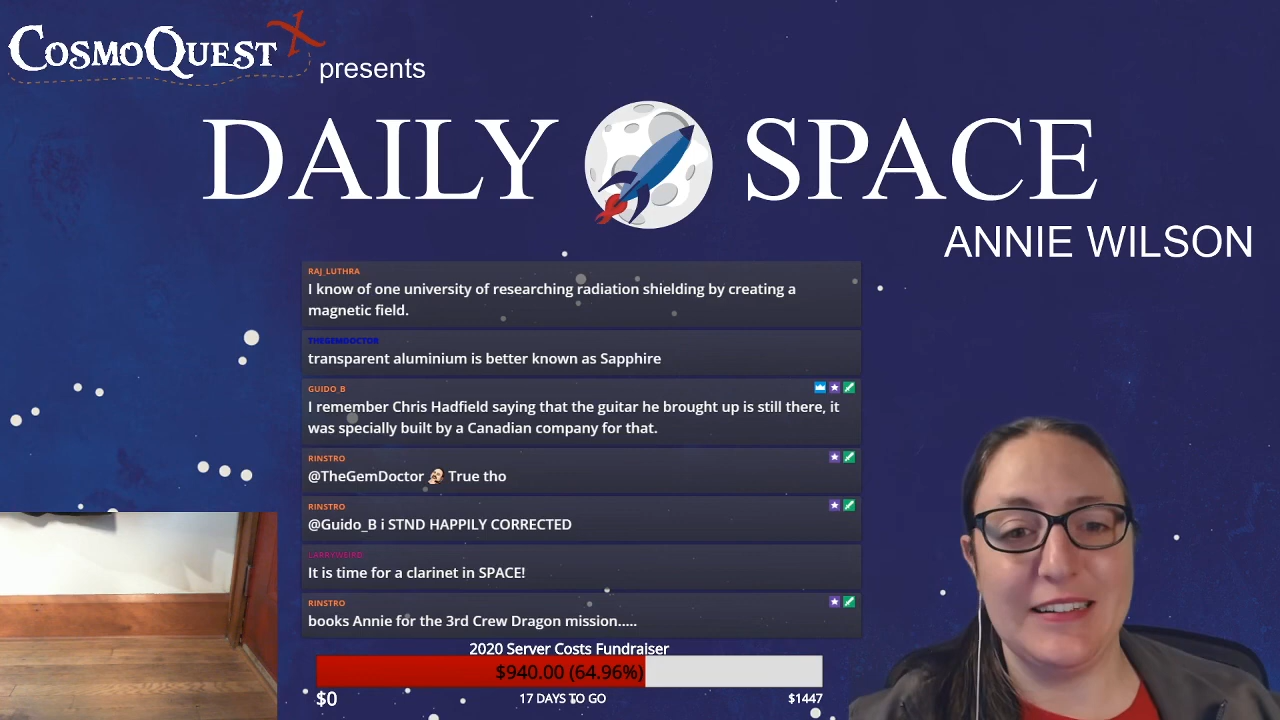 COSMOQUEST X
presents
DAILY SPACE
ANNIE WILSON
RAJ_LUTHRA
I know of one university of researching radiation shielding by creating a
magnetic field.
THEGEMDOCTOR
transparent aluminium is better known as Sapphire
GUIDO_B
I remember Chris Hadfield saying that the guitar he brought up is still there, it
was specially built by a Canadian company for that.
RINSTRO
@TheGemDoctor True tho
RINSTRO
@Guido_B i STND HAPPILY CORRECTED
LARRYWEIRD
It is time for a clarinet in SPACE!
RINSTRO
books Annie for the 3rd Crew Dragon mission.....
2020 Server Costs Fundraiser
$940.00 (64.96%)
$0 17 DAYS TO GO $1447